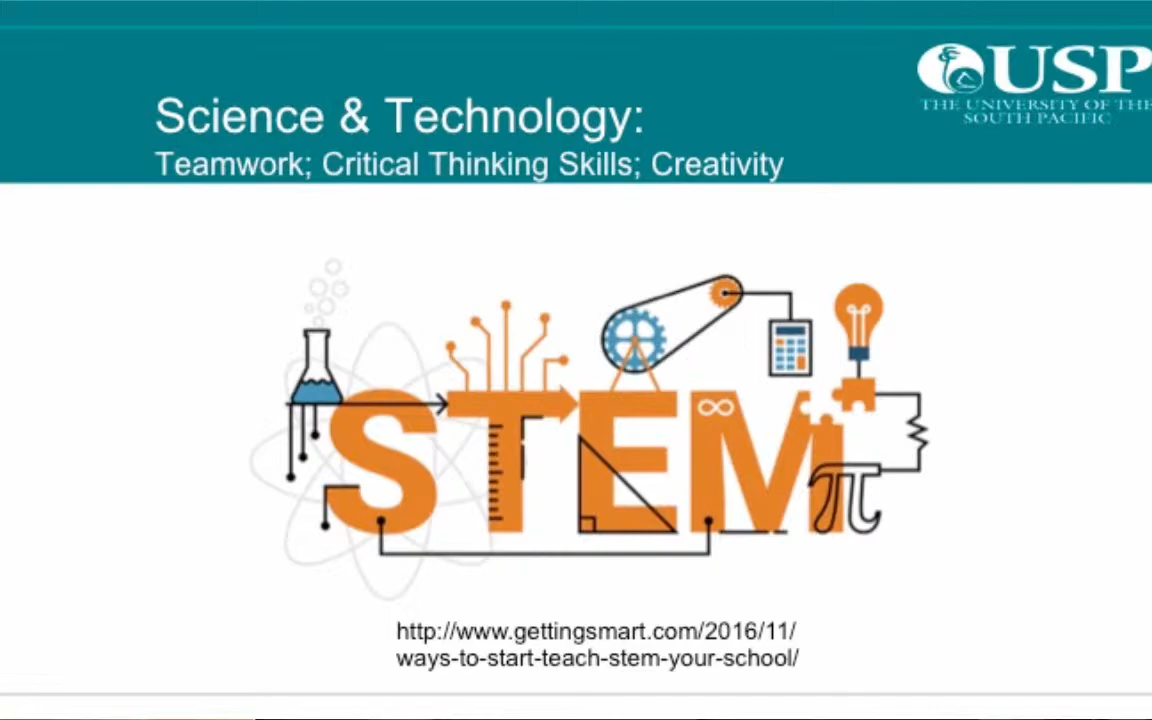 USP
THE UNIVERSITY OF THE
SOUTH PACIFIC
Science & Technology:
Teamwork; Critical Thinking Skills; Creativity
STEM
∞
π
http://www.gettingsmart.com/2016/11/
ways-to-start-teach-stem-your-school/